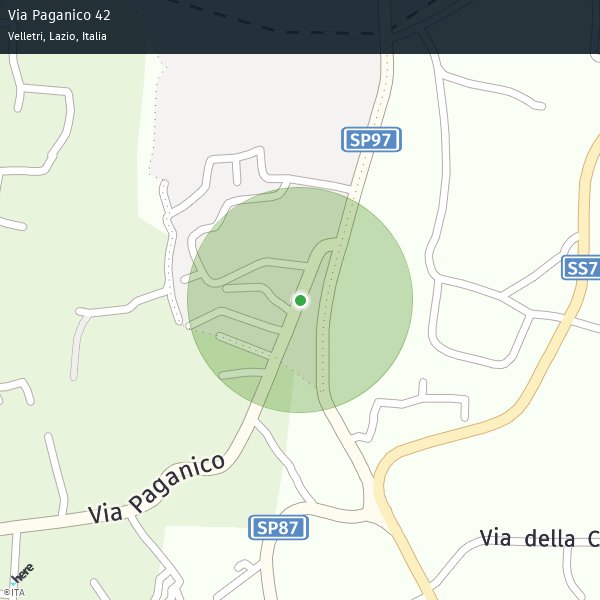 Via Paganico 42
Velletri, Lazio, Italia
SP97
SS7
Via Paganico
SP87
Via della C
here
©ITA